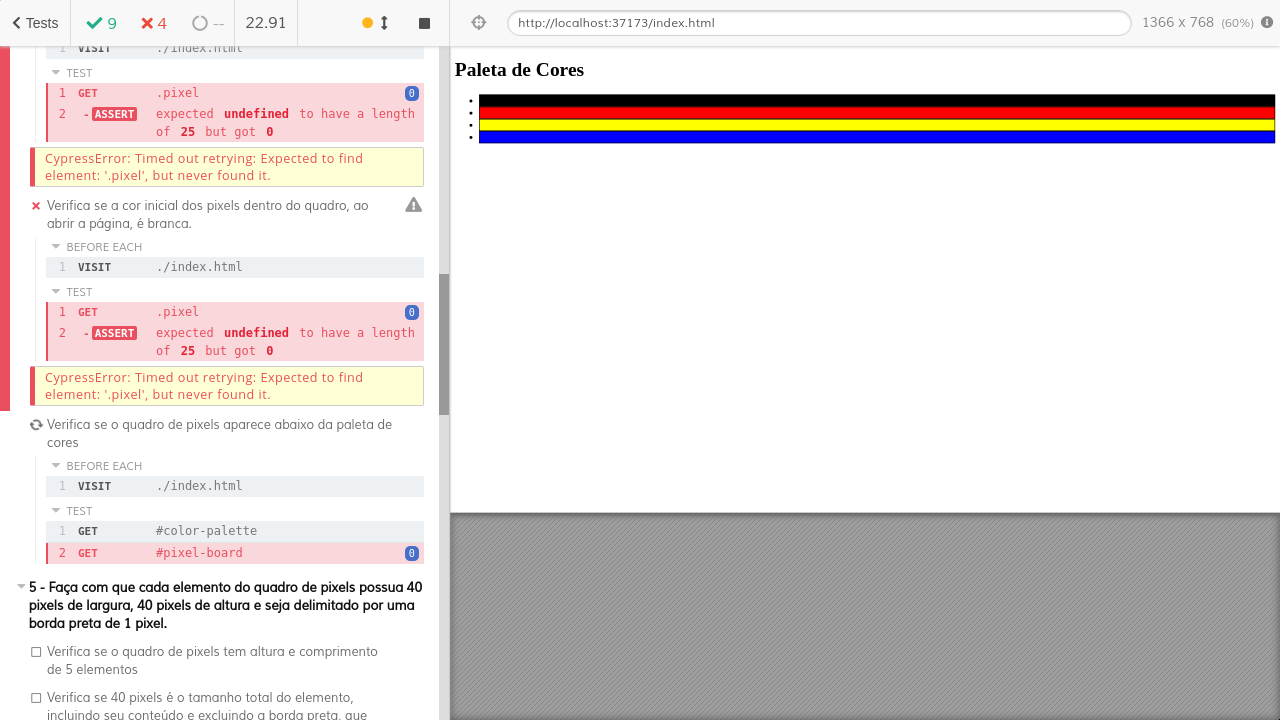 Tests 9 4 -- 22.91 http://localhost:37173/index.html 1366 x 768 (60%)
1 VISIT ./index.html
TEST
1 GET .pixel 0
2 - ASSERT expected undefined to have a length
of 25 but got 0
CypressError: Timed out retrying: Expected to find
element: '.pixel', but never found it.
Verifica se a cor inicial dos pixels dentro do quadro, ao
abrir a página, é branca.
BEFORE EACH
1 VISIT ./index.html
TEST
1 GET .pixel 0
2 - ASSERT expected undefined to have a length
of 25 but got 0
CypressError: Timed out retrying: Expected to find
element: '.pixel', but never found it.
Verifica se o quadro de pixels aparece abaixo da paleta de
cores
BEFORE EACH
1 VISIT ./index.html
TEST
1 GET #color-palette
2 GET #pixel-board 0
5 - Faça com que cada elemento do quadro de pixels possua 40
pixels de largura, 40 pixels de altura e seja delimitado por uma
borda preta de 1 pixel.
Verifica se o quadro de pixels tem altura e comprimento
de 5 elementos
Verifica se 40 pixels é o tamanho total do elemento,
incluindo seu conteúdo e excluindo a borda preta, que
Paleta de Cores